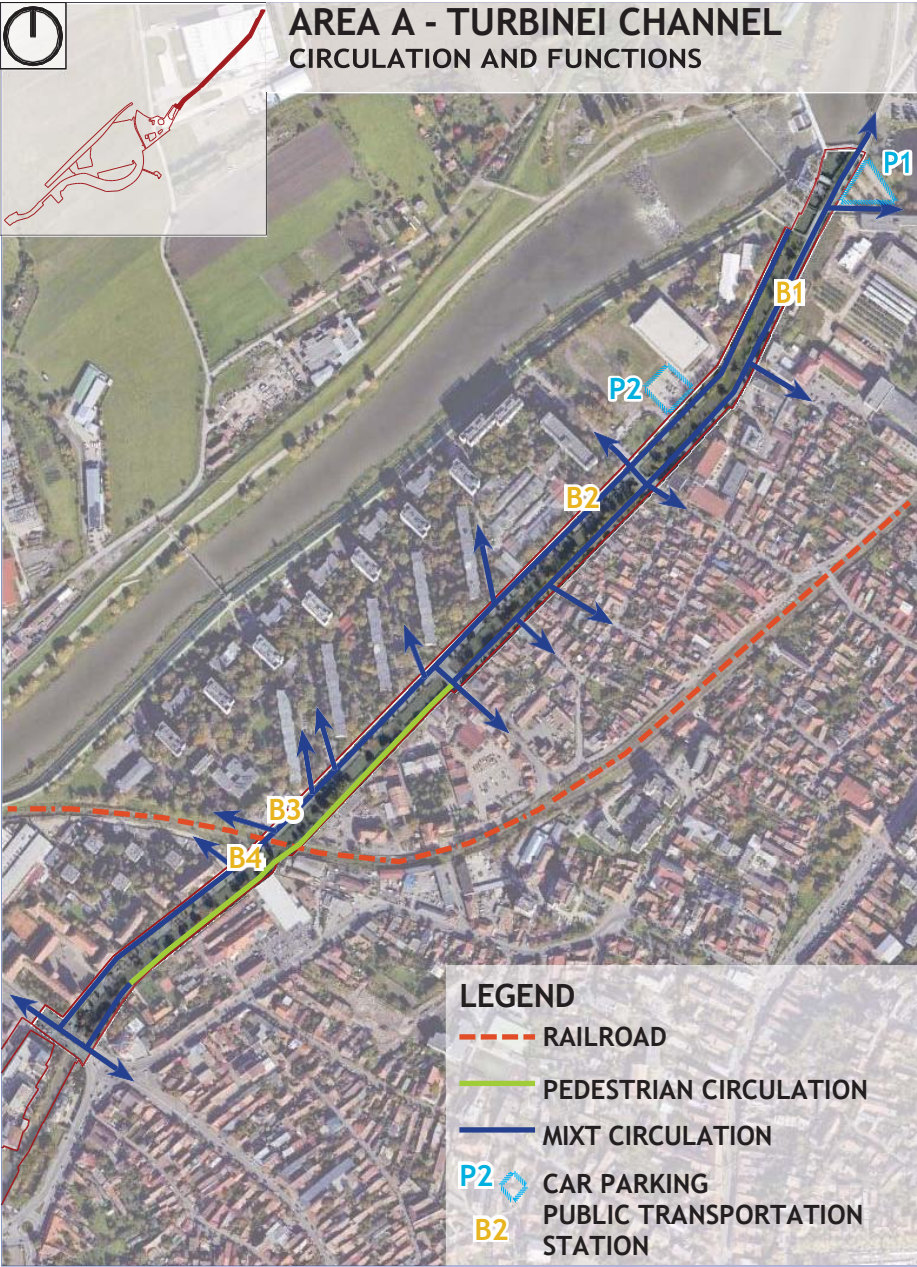 AREA A - TURBINEI CHANNEL
CIRCULATION AND FUNCTIONS
P1
B1
P2
B2
B3
B4
LEGEND
RAILROAD
PEDESTRIAN CIRCULATION
MIXT CIRCULATION
P2 CAR PARKING
B2 PUBLIC TRANSPORTATION
STATION